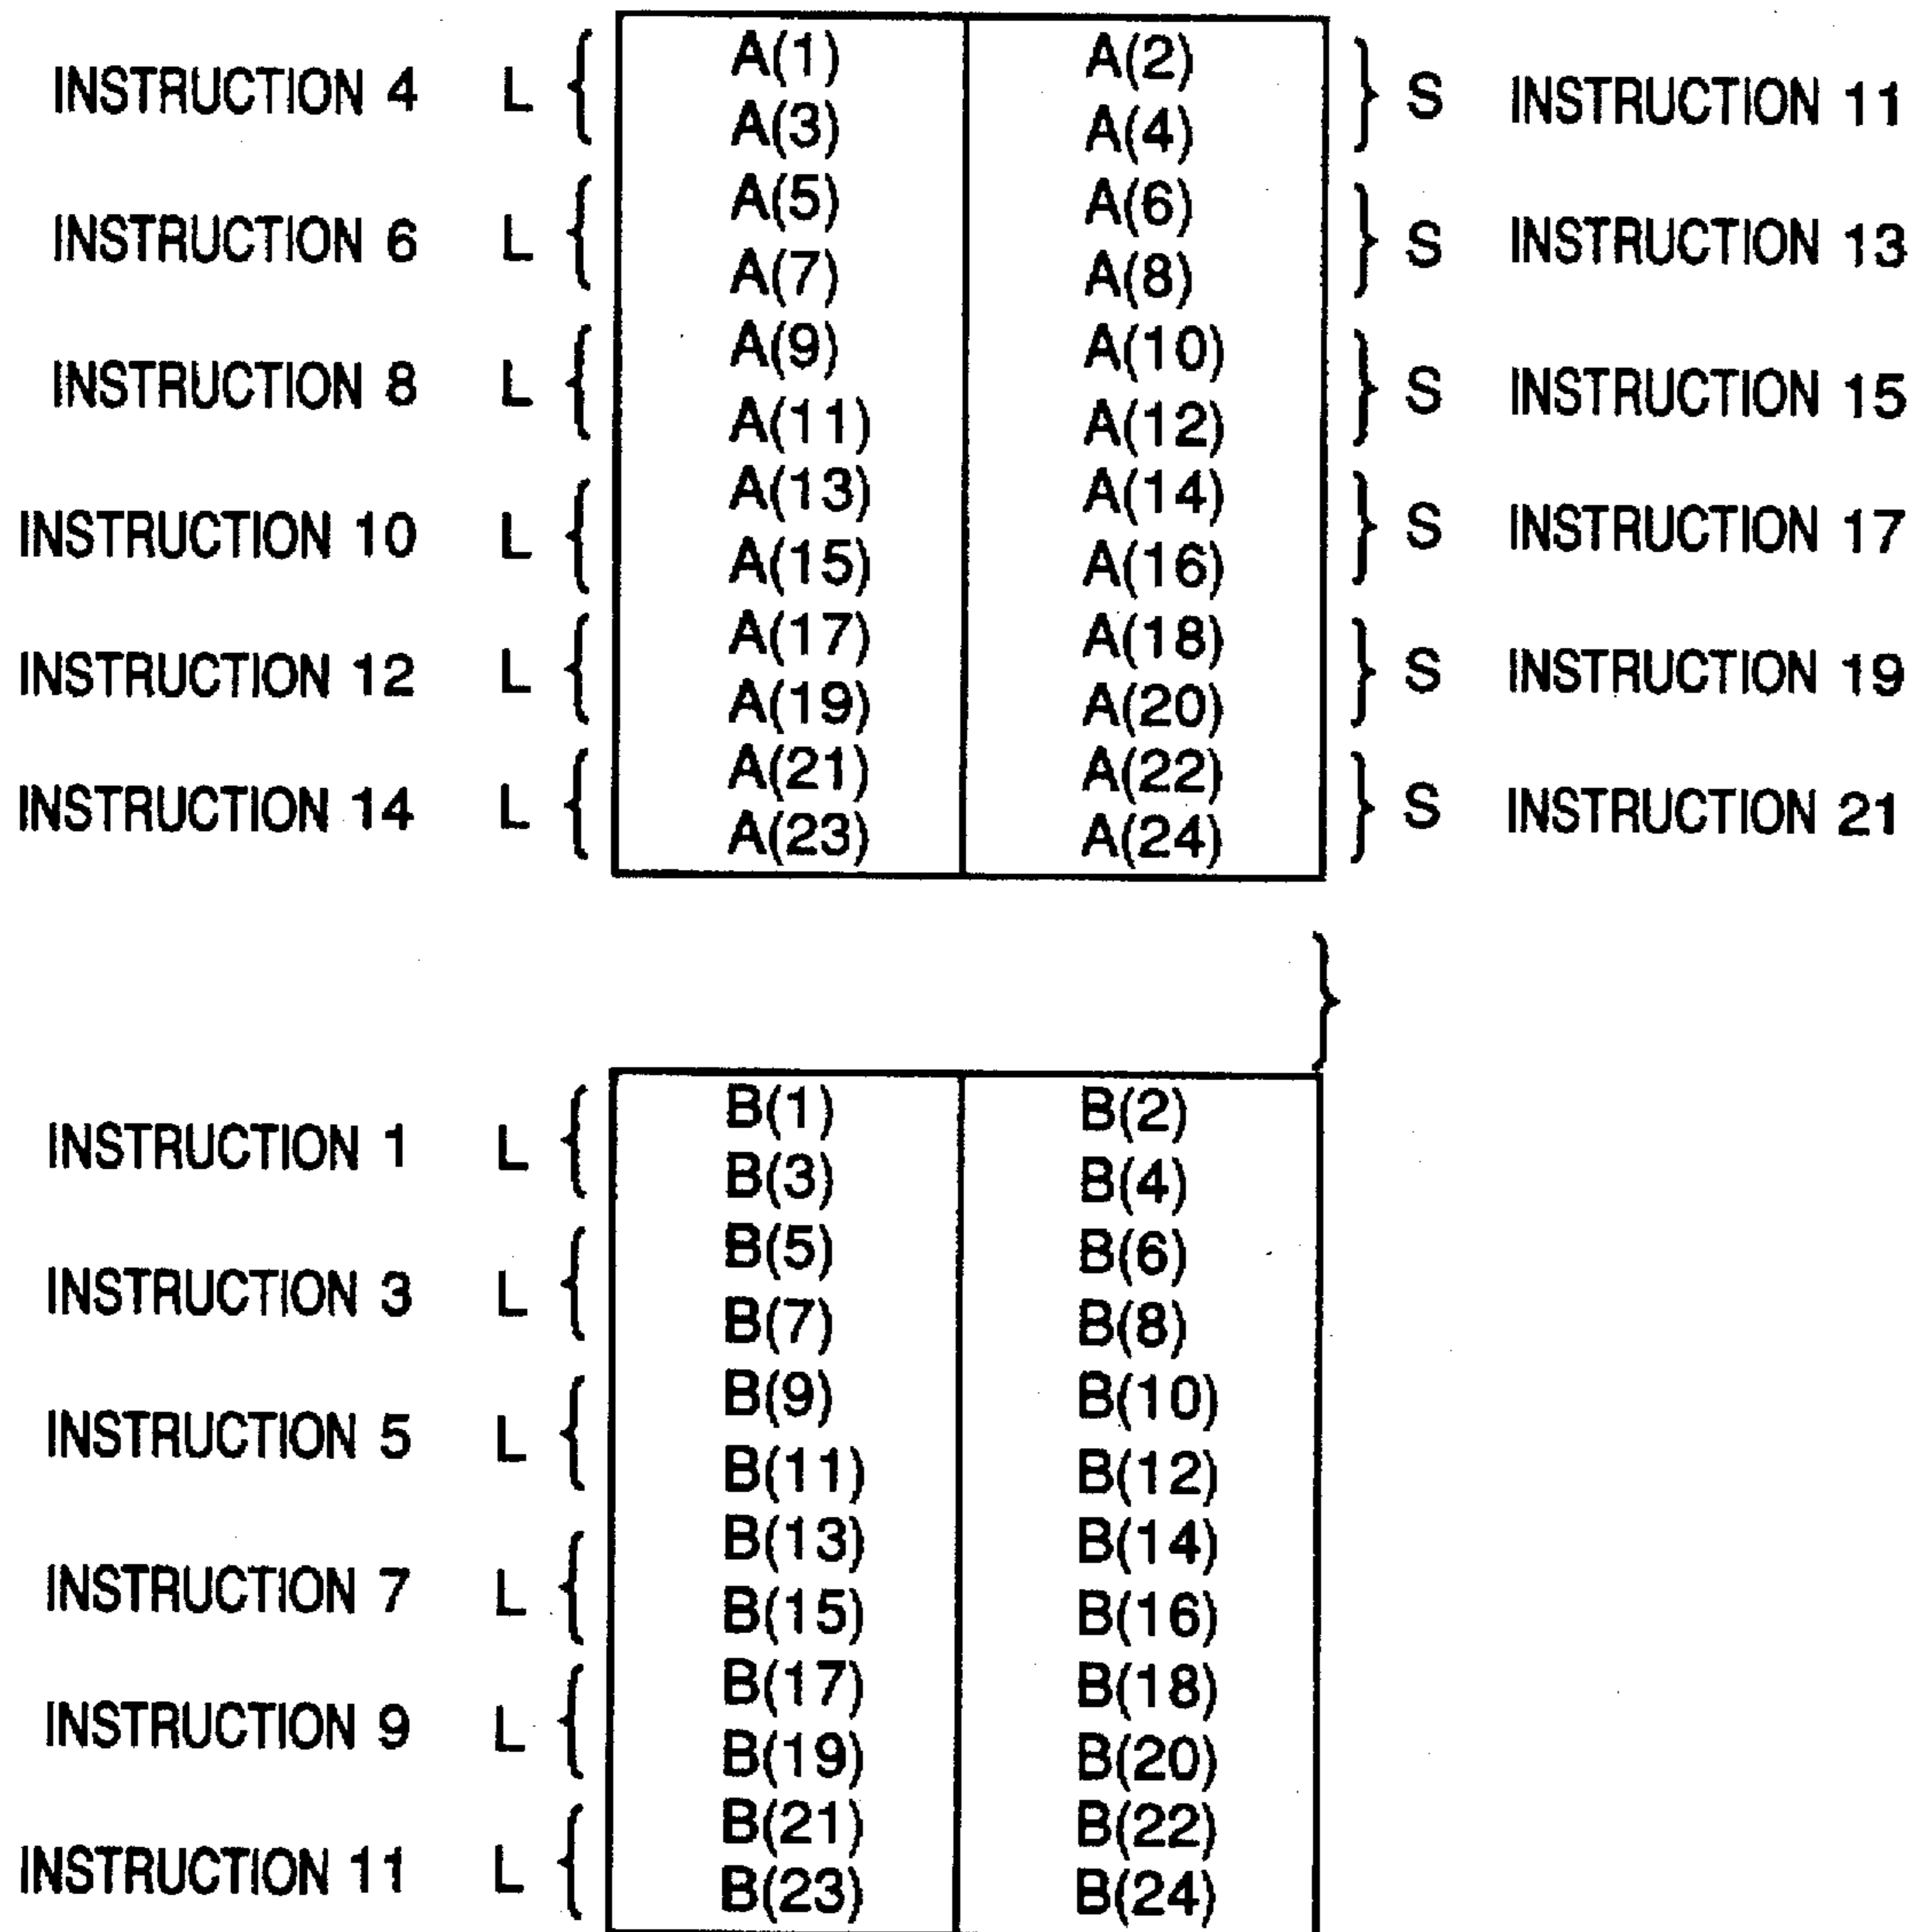 A(1) A(2)
INSTRUCTION 4 L { } S INSTRUCTION 11
A(3) A(4)
A(5) A(6)
INSTRUCTION 6 L { } S INSTRUCTION 13
A(7) A(8)
A(9) A(10)
INSTRUCTION 8 L { } S INSTRUCTION 15
A(11) A(12)
A(13) A(14)
INSTRUCTION 10 L { } S INSTRUCTION 17
A(15) A(16)
A(17) A(18)
INSTRUCTION 12 L { } S INSTRUCTION 19
A(19) A(20)
A(21) A(22)
INSTRUCTION 14 L { } S INSTRUCTION 21
A(23) A(24)
}
B(1) B(2)
INSTRUCTION 1 L {
B(3) B(4)
B(5) B(6)
INSTRUCTION 3 L {
B(7) B(8)
B(9) B(10)
INSTRUCTION 5 L {
B(11) B(12)
B(13) B(14)
INSTRUCTION 7 L {
B(15) B(16)
B(17) B(18)
INSTRUCTION 9 L {
B(19) B(20)
B(21) B(22)
INSTRUCTION 11 L {
B(23) B(24)